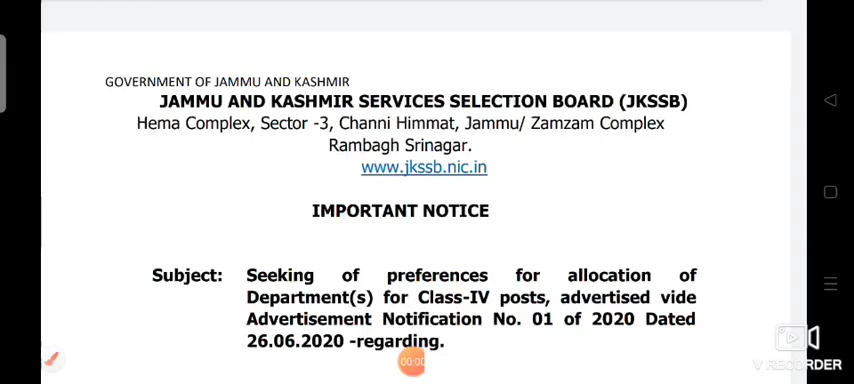 GOVERNMENT OF JAMMU AND KASHMIR
JAMMU AND KASHMIR SERVICES SELECTION BOARD (JKSSB)
Hema Complex, Sector -3, Channi Himmat, Jammu/ Zamzam Complex
Rambagh Srinagar.
www.jkssb.nic.in
IMPORTANT NOTICE
Subject: Seeking of preferences for allocation of
Department(s) for Class-IV posts, advertised vide
Advertisement Notification No. 01 of 2020 Dated
26.06.2020 -regarding.
00:00
V RECORDER